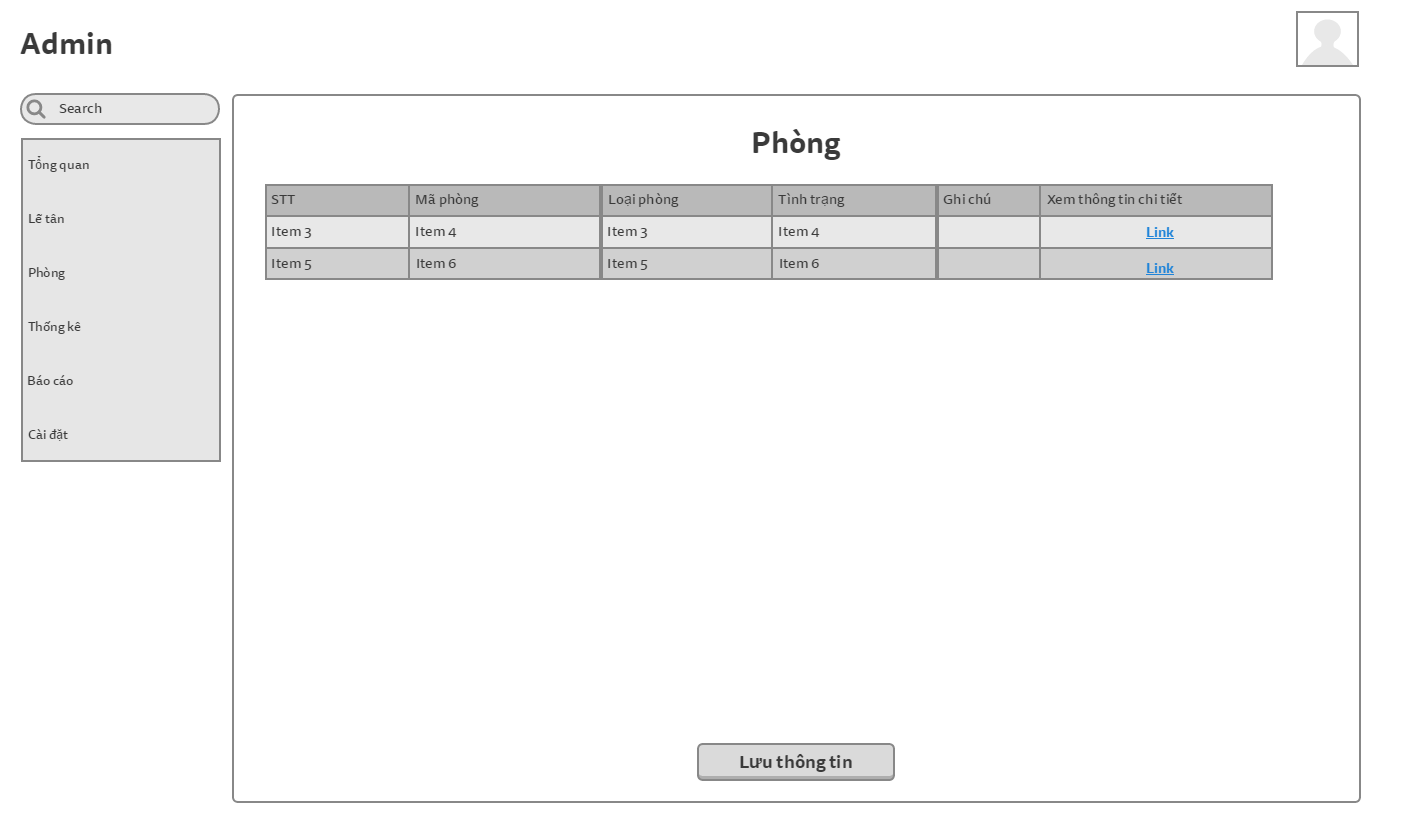 Admin
Search
Tổng quan
Lễ tân
Phòng
Thống kê
Báo cáo
Cài đặt
Phòng
STT Mã phòng Loại phòng Tình trạng Ghi chú Xem thông tin chi tiết
Item 3 Item 4 Item 3 Item 4 Link
Item 5 Item 6 Item 5 Item 6 Link
Lưu thông tin